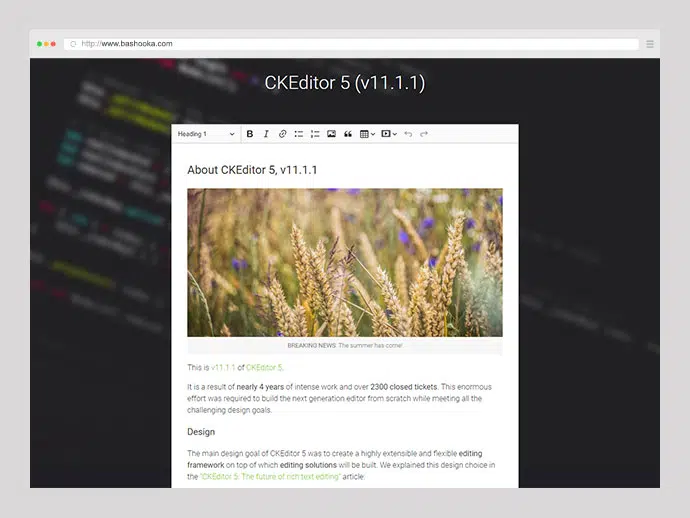 http://www.bashooka.com
CKEditor 5 (v11.1.1)
Heading 1
B I
About CKEditor 5, v11.1.1
BREAKING NEWS: The summer has come!
This is v11.1.1 of CKEditor 5.
It is a result of nearly 4 years of intense work and over 2300 closed tickets. This enormous
effort was required to build the next generation editor from scratch while meeting all the
challenging design goals.
Design
The main design goal of CKEditor 5 was to create a highly extensible and flexible editing
framework on top of which editing solutions will be built. We explained this design choice in
the "CKEditor 5: The future of rich text editing" article: